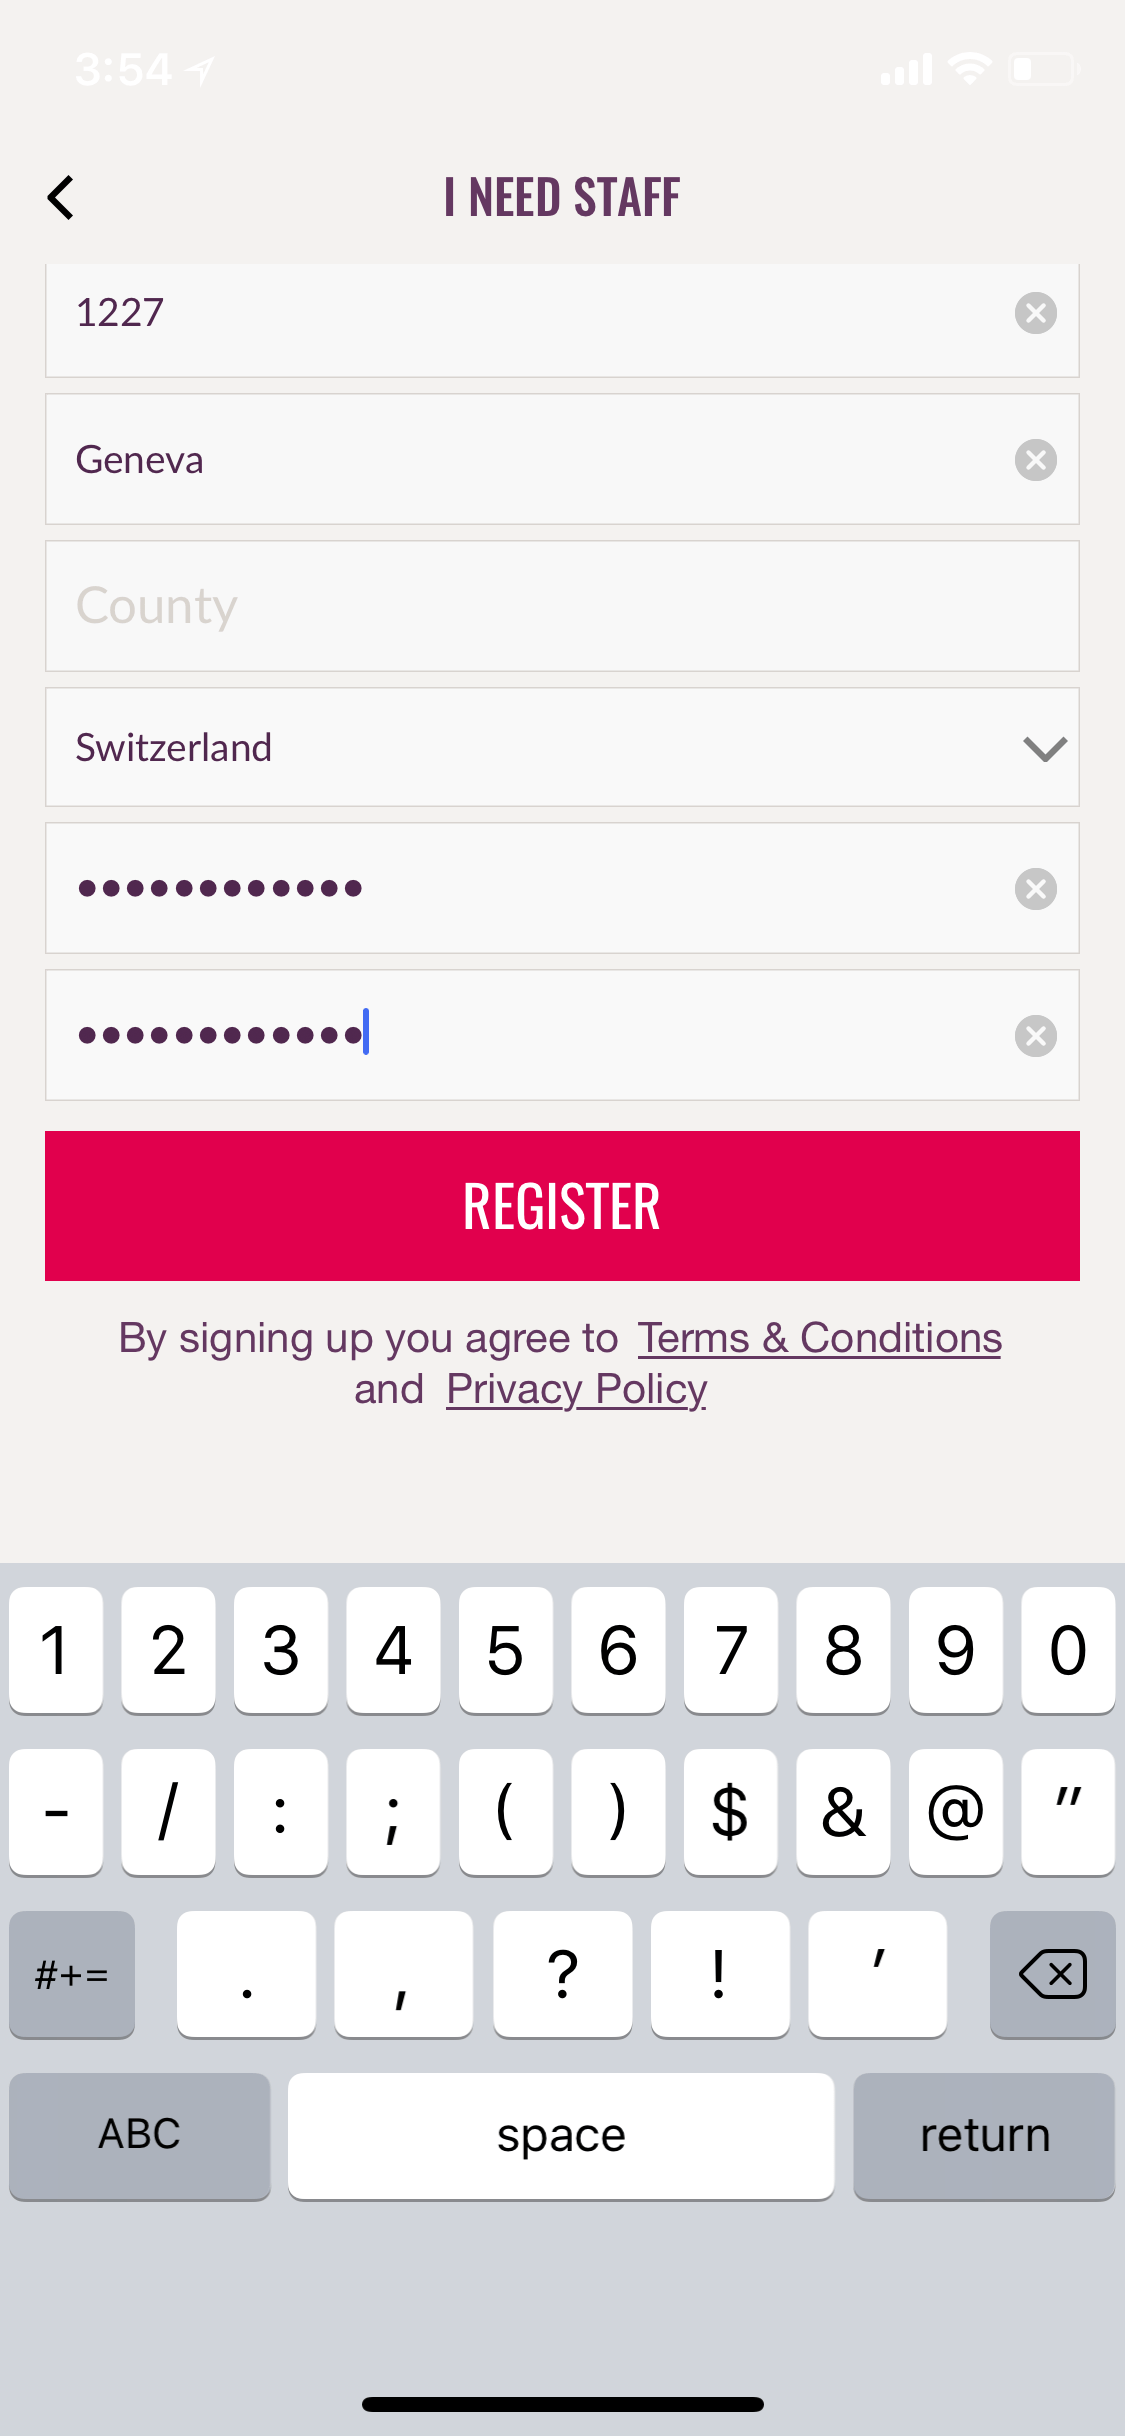 3:54
I NEED STAFF
1227
Geneva
County
Switzerland
••••••••••••
••••••••••••
REGISTER
By signing up you agree to Terms & Conditions
and Privacy Policy
1 2 3 4 5 6 7 8 9 0
- / : ; ( ) $ & @ "
#+= . , ? ! '
ABC space return